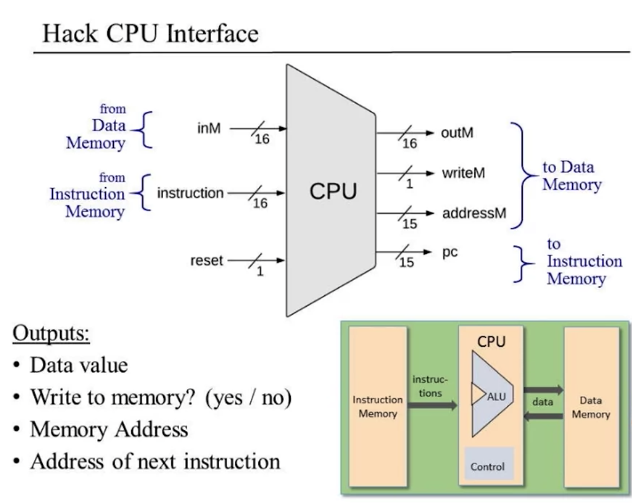 Hack CPU Interface
from
Data
Memory
inM
16
from
Instruction
Memory
instruction
16
reset
1
CPU
16
outM
1
writeM
15
addressM
15
pc
to Data
Memory
to
Instruction
Memory
Outputs:
• Data value
• Write to memory? (yes / no)
• Memory Address
• Address of next instruction
Instruction
Memory
instruc-
tions
CPU
ALU
Control
data
Data
Memory